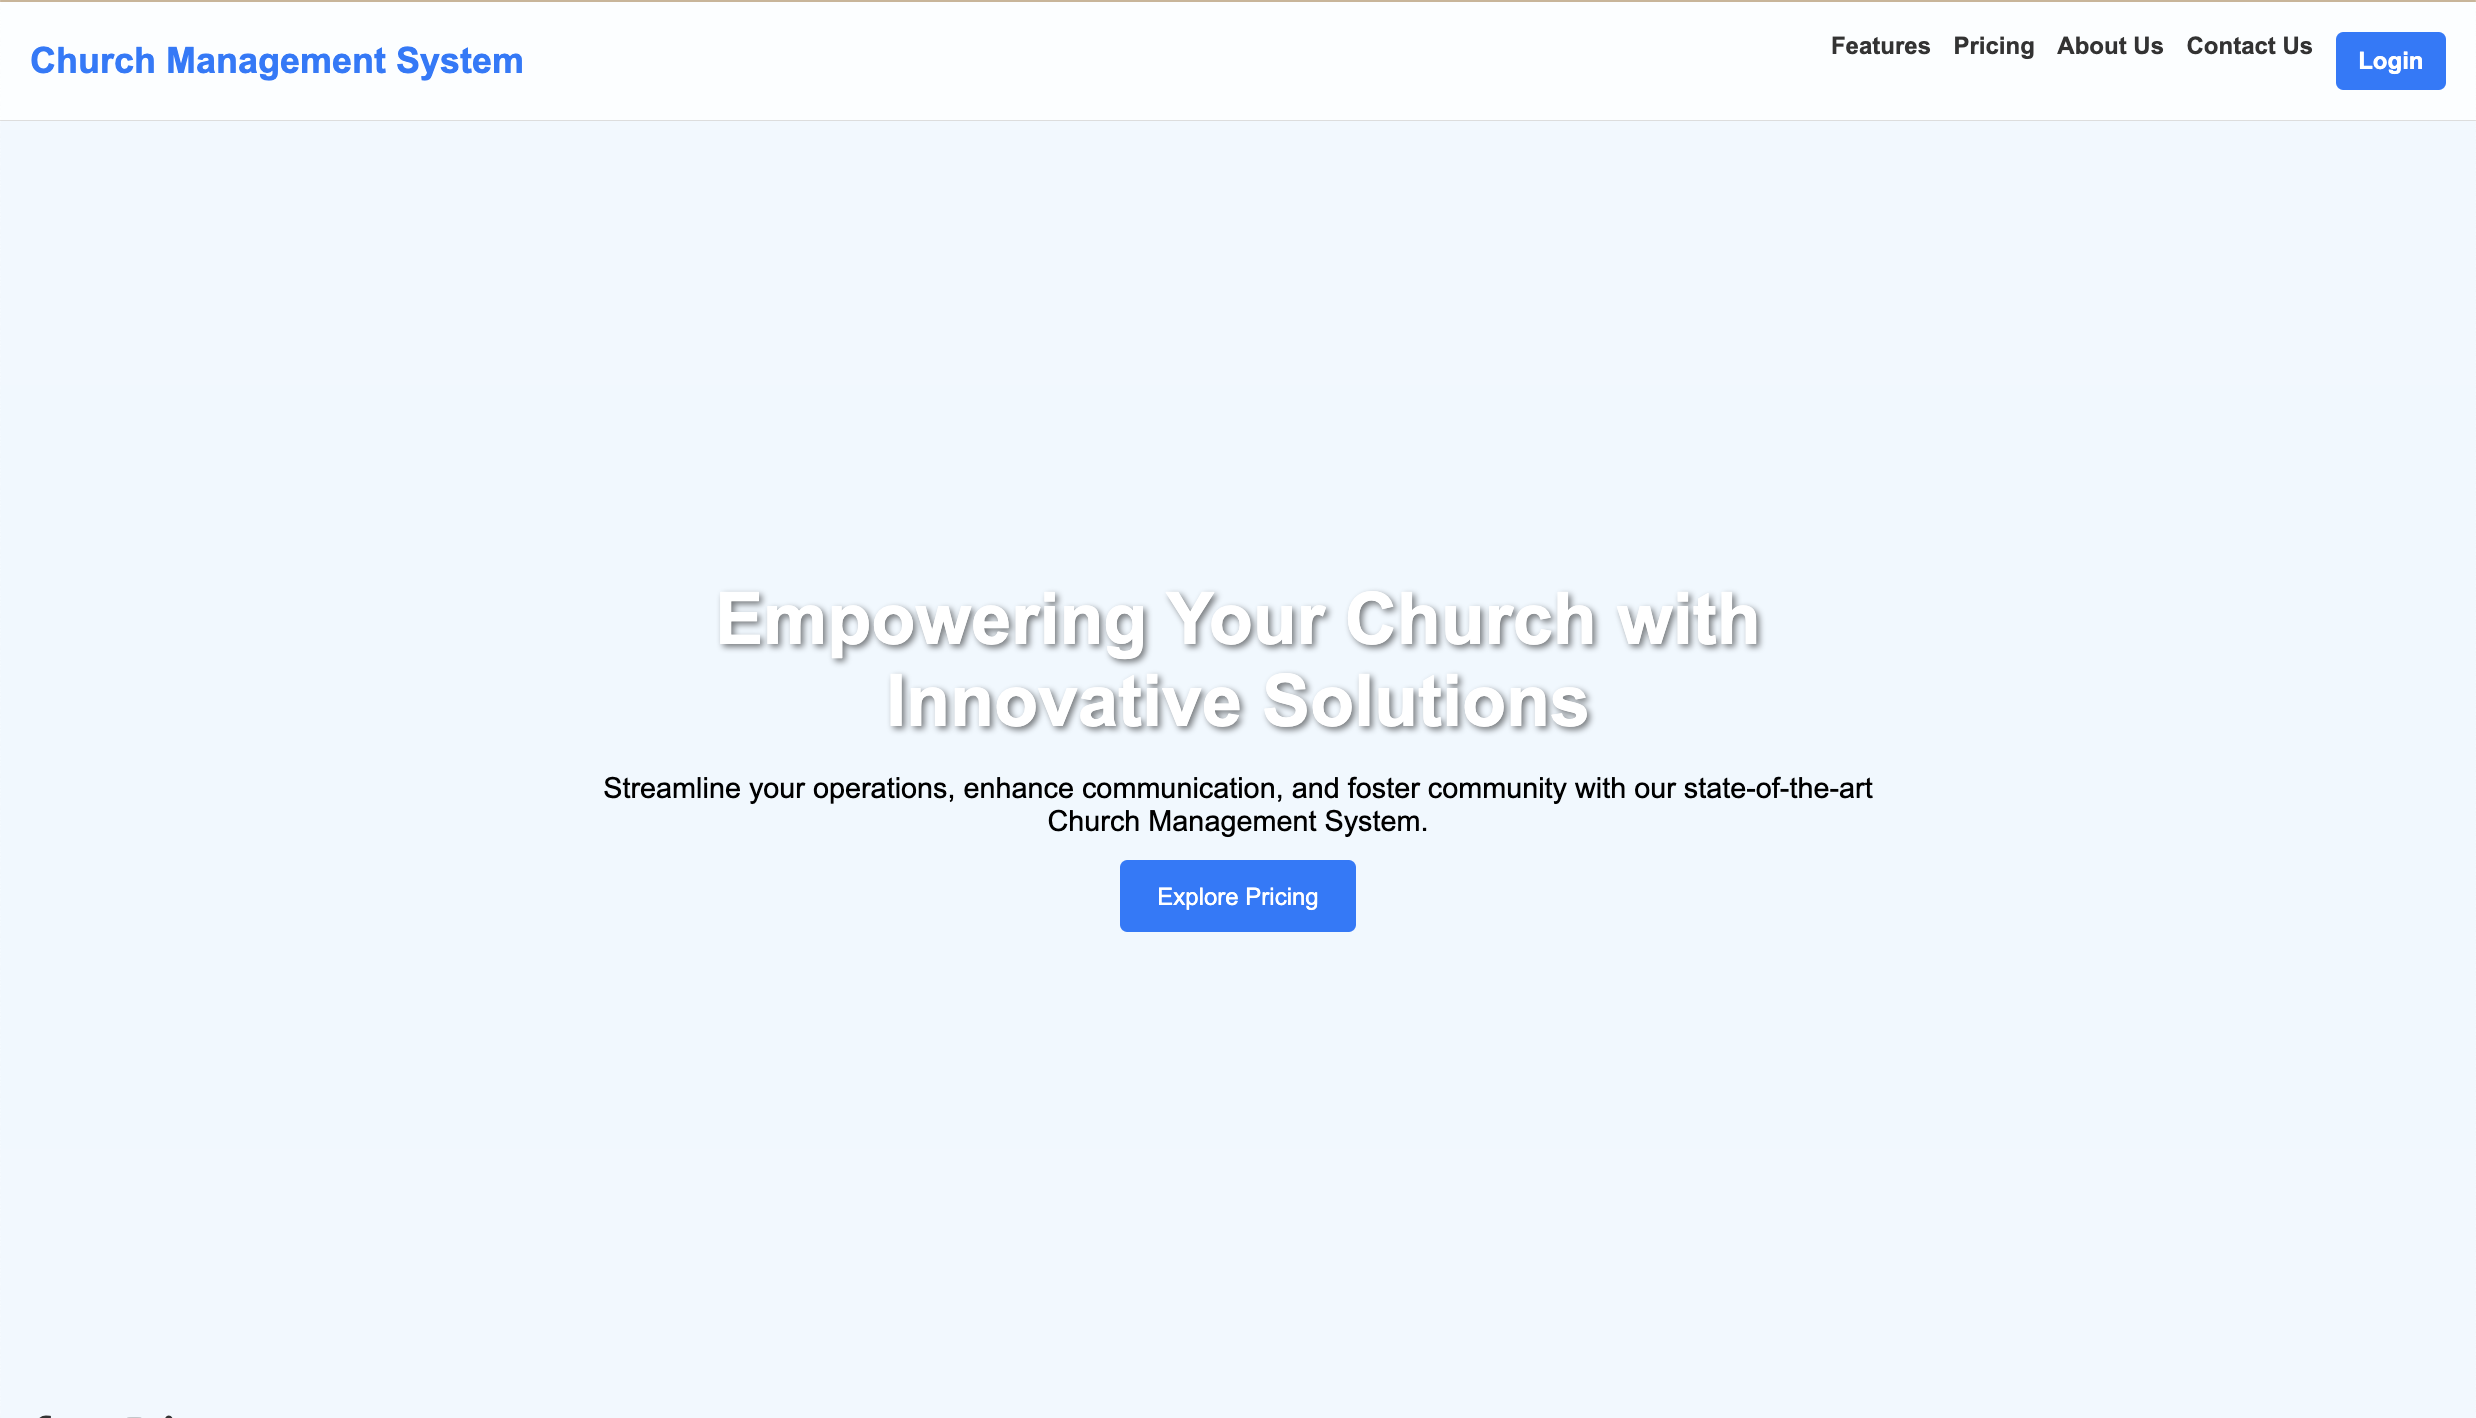 Church Management System
Features Pricing About Us Contact Us Login
Empowering Your Church with
Innovative Solutions
Streamline your operations, enhance communication, and foster community with our state-of-the-art
Church Management System.
Explore Pricing